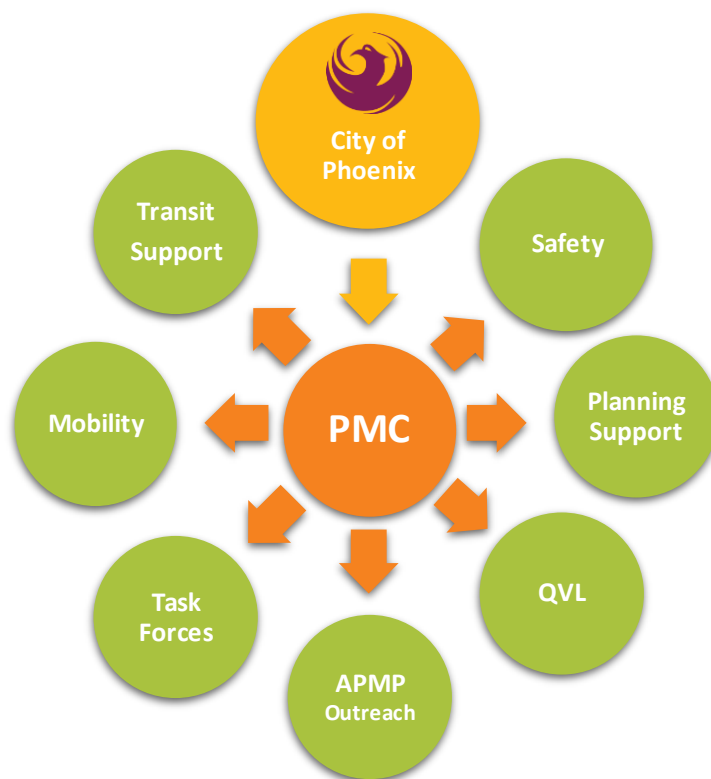 City of
Phoenix
Transit
Support
Safety
Mobility
PMC
Planning
Support
Task
Forces
QVL
APMP
Outreach